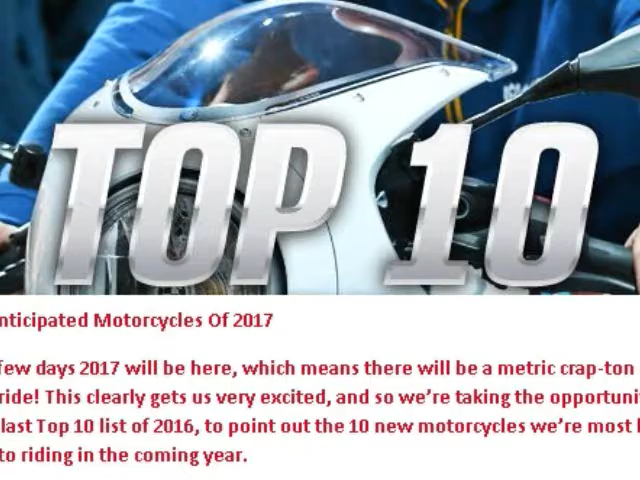 TOP 10
nticipated Motorcycles Of 2017
few days 2017 will be here, which means there will be a metric crap-ton
ride! This clearly gets us very excited, and so we're taking the opportuni
last Top 10 list of 2016, to point out the 10 new motorcycles we're most
to riding in the coming year.